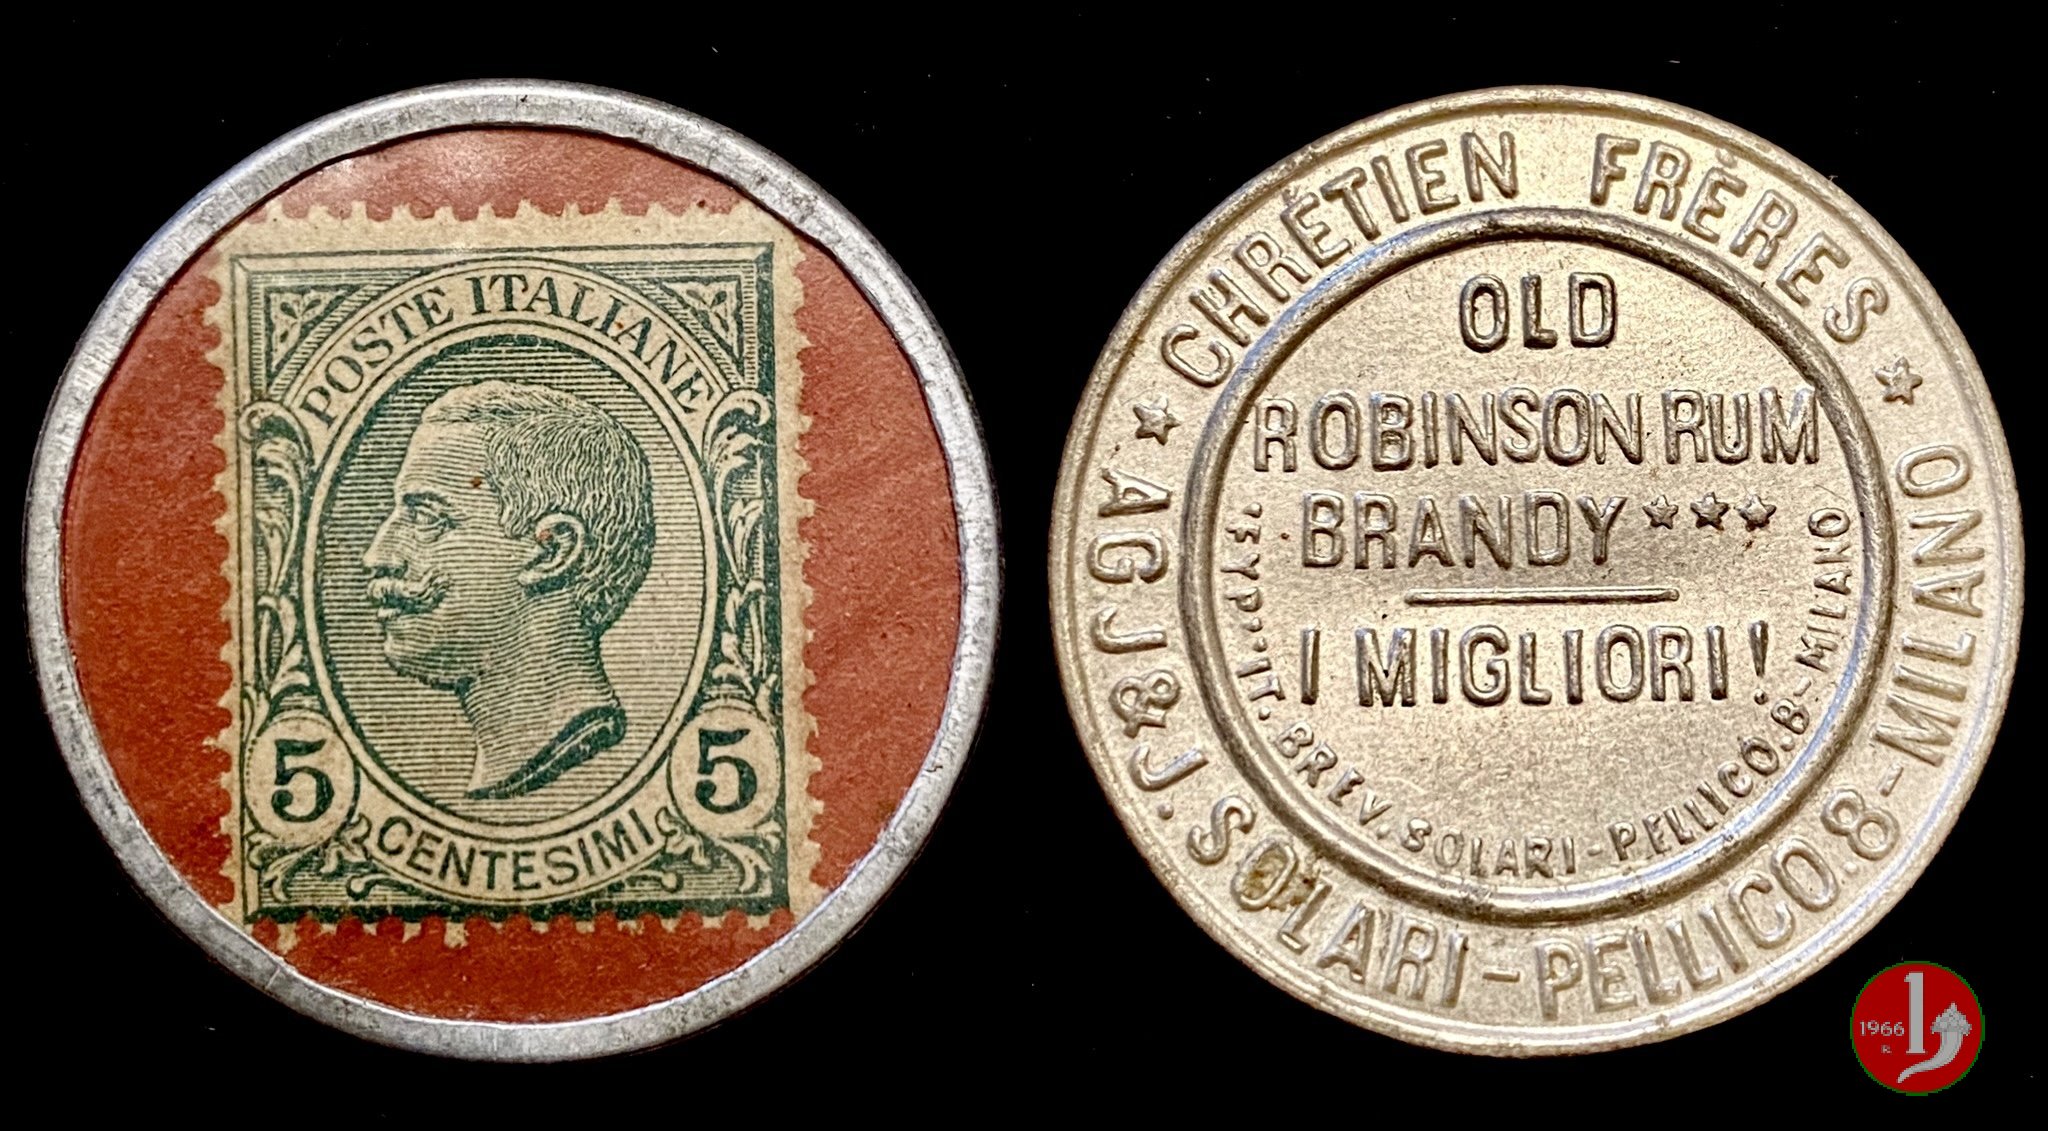 POSTE ITALIANE
5 5
CENTESIMI
★ CHRÉTIEN FRÈRES ★
AG. J & J. SOLARI - PELLICO. 8 - MILANO
OLD
ROBINSON RUM
BRANDY ★★★
I MIGLIORI!
IT. BREV. SOLARI - PELLICO. 8 - MILANO
1966
R.